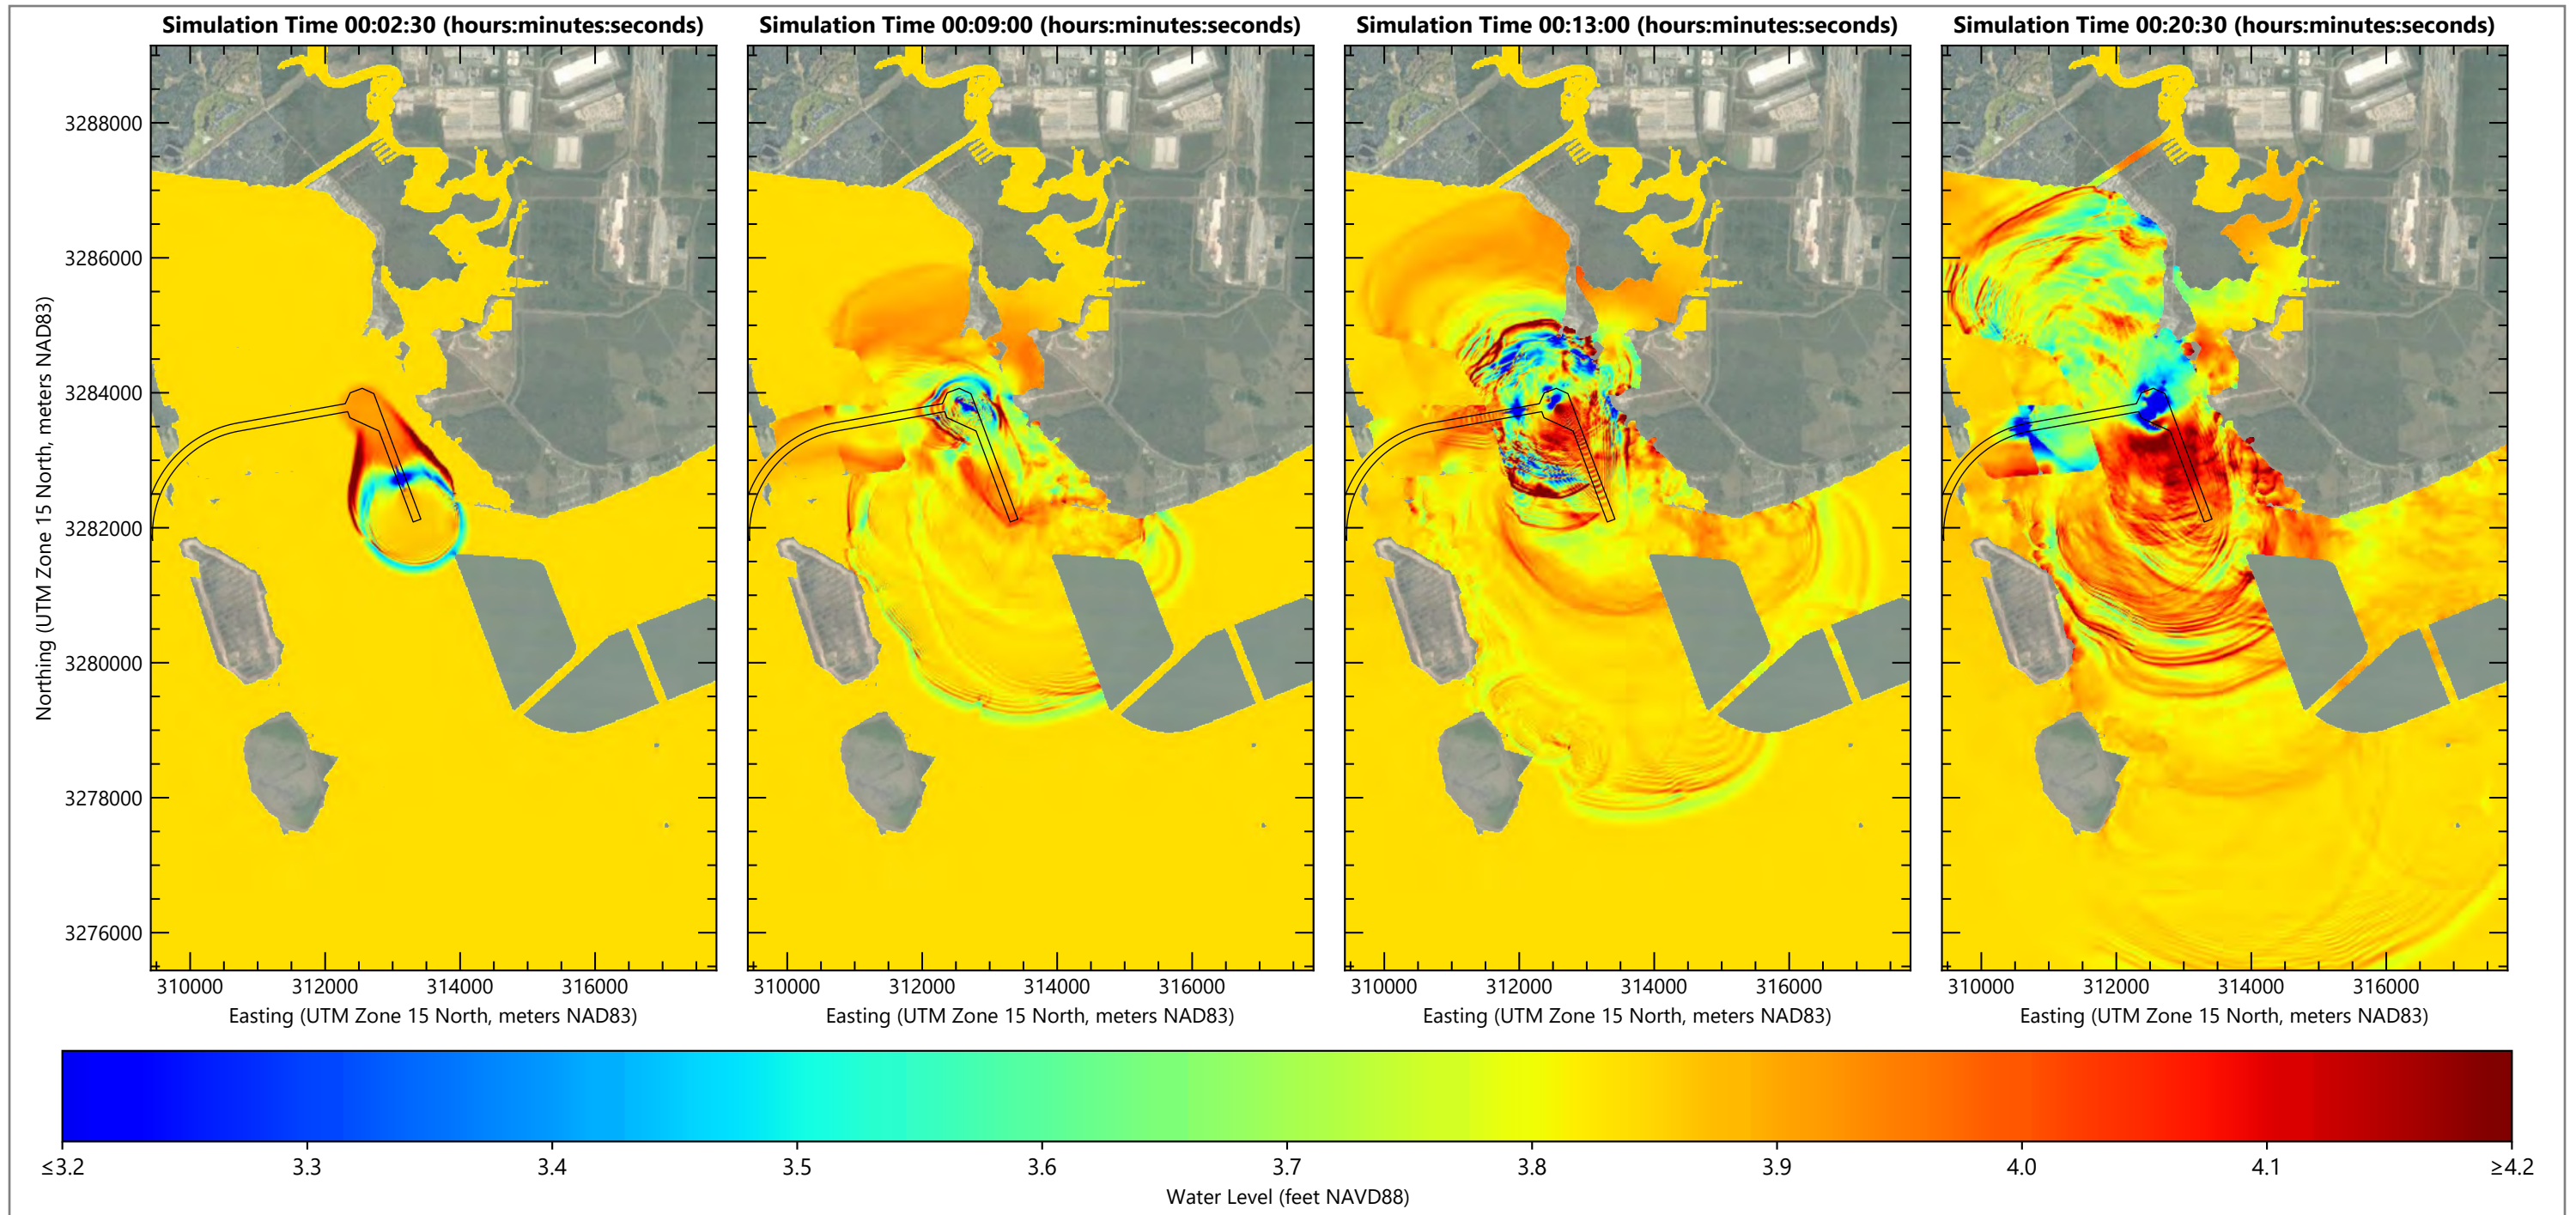 Simulation Time 00:02:30 (hours:minutes:seconds)
Simulation Time 00:09:00 (hours:minutes:seconds)
Simulation Time 00:13:00 (hours:minutes:seconds)
Simulation Time 00:20:30 (hours:minutes:seconds)
Northing (UTM Zone 15 North, meters NAD83)
3288000
3286000
3284000
3282000
3280000
3278000
3276000
310000 312000 314000 316000
310000 312000 314000 316000
310000 312000 314000 316000
310000 312000 314000 316000
Easting (UTM Zone 15 North, meters NAD83)
Easting (UTM Zone 15 North, meters NAD83)
Easting (UTM Zone 15 North, meters NAD83)
Easting (UTM Zone 15 North, meters NAD83)
≤3.2 3.3 3.4 3.5 3.6 3.7 3.8 3.9 4.0 4.1 ≥4.2
Water Level (feet NAVD88)